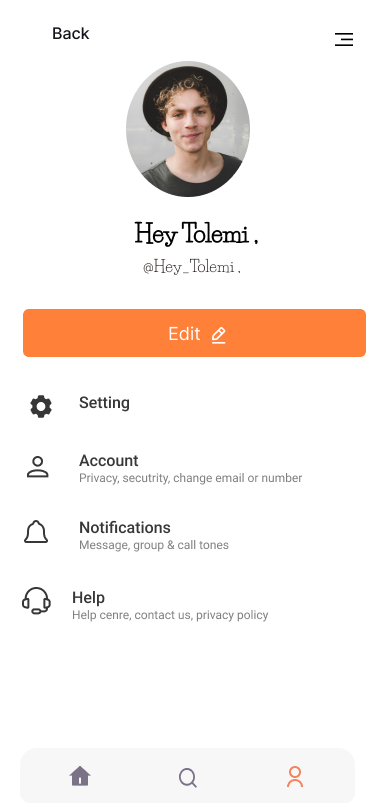 Back
Hey Tolemi .
@Hey_Tolemi .
Edit
Setting
Account
Privacy, secutrity, change email or number
Notifications
Message, group & call tones
Help
Help cenre, contact us, privacy policy